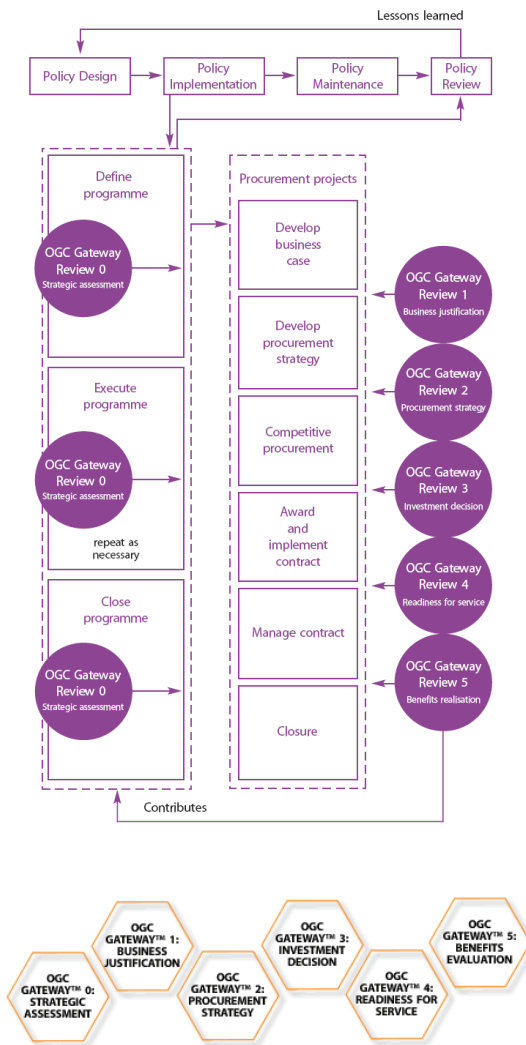 Lessons learned
Policy Design
Policy
Implementation
Policy
Maintenance
Policy
Review
Define
programme
OGC Gateway
Review 0
Strategic assessment
Execute
programme
OGC Gateway
Review 0
Strategic assessment
repeat as
necessary
Close
programme
OGC Gateway
Review 0
Strategic assessment
Procurement projects
Develop
business
case
Develop
procurement
strategy
Competitive
procurement
Award
and
implement
contract
Manage contract
Closure
OGC Gateway
Review 1
Business justification
OGC Gateway
Review 2
Procurement strategy
OGC Gateway
Review 3
Investment decision
OGC Gateway
Review 4
Readiness for service
OGC Gateway
Review 5
Benefits realisation
Contributes
OGC
GATEWAY™ 0:
STRATEGIC
ASSESSMENT
OGC
GATEWAY™ 1:
BUSINESS
JUSTIFICATION
OGC
GATEWAY™ 2:
PROCUREMENT
STRATEGY
OGC
GATEWAY™ 3:
INVESTMENT
DECISION
OGC
GATEWAY™ 4:
READINESS FOR
SERVICE
OGC
GATEWAY™ 5:
BENEFITS
EVALUATION